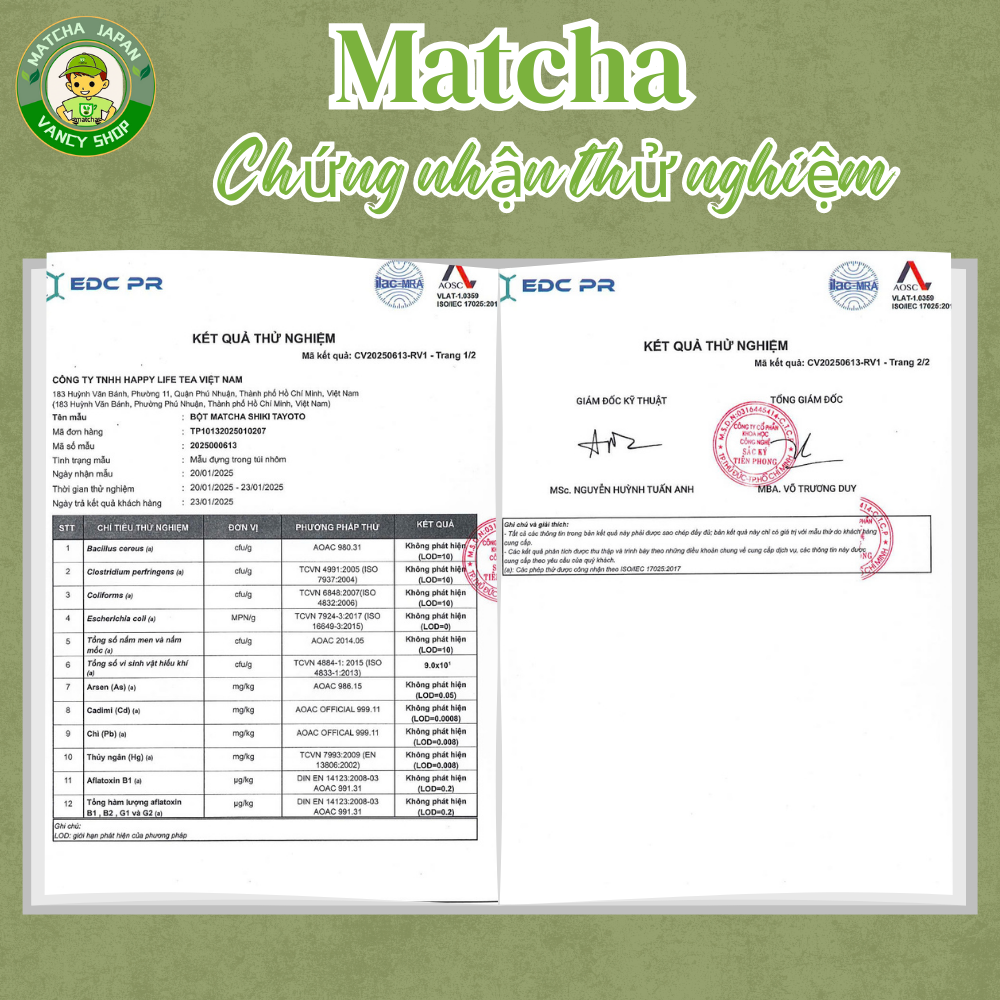 MATCHA JAPAN
matcha
VANCY SHOP
Matcha
Chứng nhận thử nghiệm
EDC PR
ilac-MRA
AOSC
VLAT-1.0359
ISO/IEC 17025:201
KẾT QUẢ THỬ NGHIỆM
Mã kết quả: CV20250613-RV1 - Trang 1/2
CÔNG TY TNHH HAPPY LIFE TEA VIỆT NAM
183 Huỳnh Văn Bánh, Phường 11, Quận Phú Nhuận, Thành phố Hồ Chí Minh, Việt Nam
(183 Huỳnh Văn Bánh, Phường Phú Nhuận, Thành phố Hồ Chí Minh, Việt Nam)
Tên mẫu : BỘT MATCHA SHIKI TAYOTO
Mã đơn hàng : TP10132025010207
Mã số mẫu : 2025000613
Tình trạng mẫu : Mẫu đựng trong túi nhôm
Ngày nhận mẫu : 20/01/2025
Thời gian thử nghiệm : 20/01/2025 - 23/01/2025
Ngày trả kết quả khách hàng : 23/01/2025
STT CHỈ TIÊU THỬ NGHIỆM ĐƠN VỊ PHƯƠNG PHÁP THỬ KẾT QUẢ
1 Bacillus cereus (a) cfu/g AOAC 980.31 Không phát hiện (LOD=10)
2 Clostridium perfringens (a) cfu/g TCVN 4991:2005 (ISO 7937:2004) Không phát hiện (LOD=10)
3 Coliforms (a) cfu/g TCVN 6848:2007(ISO 4832:2006) Không phát hiện (LOD=10)
4 Escherichia coli (a) MPN/g TCVN 7924-3:2017 (ISO 16649-3:2015) Không phát hiện (LOD=0)
5 Tổng số nấm men và nấm mốc (a) cfu/g AOAC 2014.05 Không phát hiện (LOD=10)
6 Tổng số vi sinh vật hiếu khí (a) cfu/g TCVN 4884-1: 2015 (ISO 4833-1:2013) 9.0x10¹
7 Arsen (As) (a) mg/kg AOAC 986.15 Không phát hiện (LOD=0.05)
8 Cadimi (Cd) (a) mg/kg AOAC OFFICIAL 999.11 Không phát hiện (LOD=0.0008)
9 Chì (Pb) (a) mg/kg AOAC OFFICAL 999.11 Không phát hiện (LOD=0.008)
10 Thủy ngân (Hg) (a) mg/kg TCVN 7993:2009 (EN 13806:2002) Không phát hiện (LOD=0.008)
11 Aflatoxin B1 (a) µg/kg DIN EN 14123:2008-03 AOAC 991.31 Không phát hiện (LOD=0.2)
12 Tổng hàm lượng aflatoxin B1 , B2 , G1 và G2 (a) µg/kg DIN EN 14123:2008-03 AOAC 991.31 Không phát hiện (LOD=0.2)
Ghi chú:
LOD: giới hạn phát hiện của phương pháp
EDC PR
ilac-MRA
AOSC
VLAT-1.0359
ISO/IEC 17025:201
KẾT QUẢ THỬ NGHIỆM
Mã kết quả: CV20250613-RV1 - Trang 2/2
GIÁM ĐỐC KỸ THUẬT
TỔNG GIÁM ĐỐC
M.S.D.N:0316445414-C.T.C.P
CÔNG TY CỔ PHẦN
KHOA HỌC
CÔNG NGHỆ
SẮC KÝ
TIÊN PHONG
TP.THỦ ĐỨC-TP.HỒ CHÍ MINH
MSc. NGUYỄN HUỲNH TUẤN ANH
MBA. VÕ TRƯƠNG DUY
Ghi chú và giải thích:
- Tất cả các thông tin trong bản kết quả này phải được sao chép đầy đủ; bản kết quả này chỉ có giá trị với mẫu thử do khách hàng
cung cấp.
- Các kết quả phân tích được thu thập và trình bày theo những điều khoản chung về cung cấp dịch vụ, các thông tin này được
cung cấp theo yêu cầu của quý khách.
(a): Các phép thử được công nhận theo ISO/IEC 17025:2017